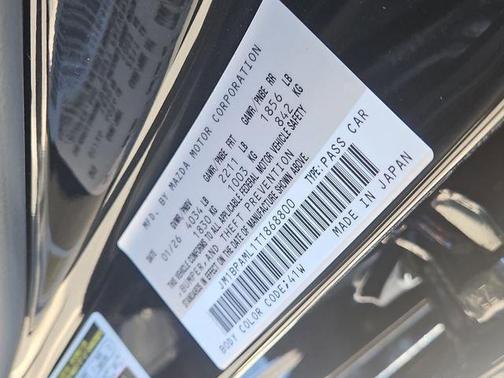 MFD. BY MAZDA MOTOR CORPORATION
GVWR/PNBV GAWR/PNBE FRT GAWR/PNBE RR
01/26 4034 LB 2211 LB 1856 LB
1830 KG 1003 KG 842 KG
THIS VEHICLE CONFORMS TO ALL APPLICABLE FEDERAL MOTOR VEHICLE SAFETY
,BUMPER,AND THEFT PREVENTION
STANDARDS IN EFFECT ON THE DATE OF MANUFACTURE SHOWN ABOVE
JM1BPAML1T1868800 TYPE:PASS CAR
BODY COLOR CODE:41W MADE IN JAPAN